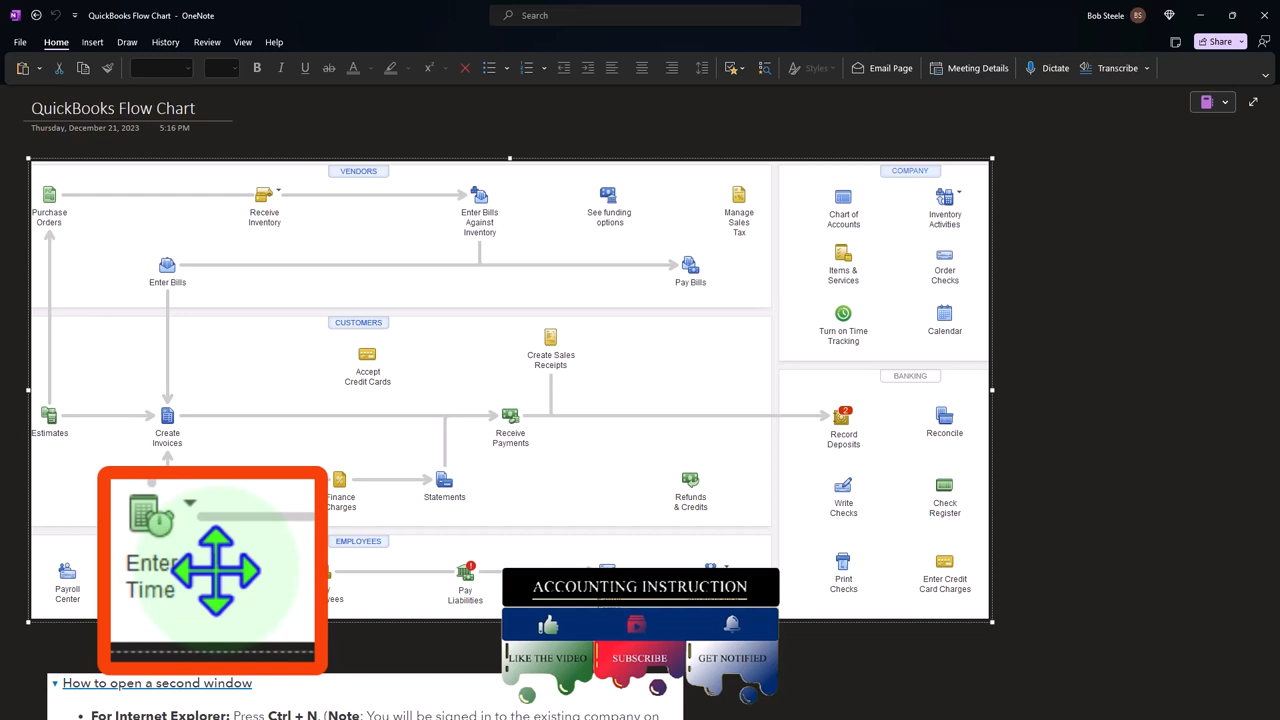 QuickBooks Flow Chart - OneNote
Search
Bob Steele
BS
File
Home
Insert
Draw
History
Review
View
Help
Share
B
I
U
ab
A
Styles
Email Page
Meeting Details
Dictate
Transcribe
QuickBooks Flow Chart
Thursday, December 21, 2023
5:16 PM
VENDORS
COMPANY
Purchase
Orders
Receive
Inventory
Enter Bills
Against
Inventory
See funding
options
Manage
Sales
Tax
Chart of
Accounts
Inventory
Activities
Enter Bills
Pay Bills
Items &
Services
Order
Checks
Turn on Time
Tracking
Calendar
CUSTOMERS
Accept
Credit Cards
Create Sales
Receipts
BANKING
Estimates
Create
Invoices
Receive
Payments
2
Record
Deposits
Reconcile
Finance
Charges
Statements
Refunds
& Credits
Write
Checks
Check
Register
EMPLOYEES
Payroll
Center
Enter
Time
Pay
Liabilities
Print
Checks
Enter Credit
Card Charges
ACCOUNTING INSTRUCTION
LIKE THE VIDEO
SUBSCRIBE
GET NOTIFIED
How to open a second window
• For Internet Explorer: Press Ctrl + N. (Note: You will be signed in to the existing company on